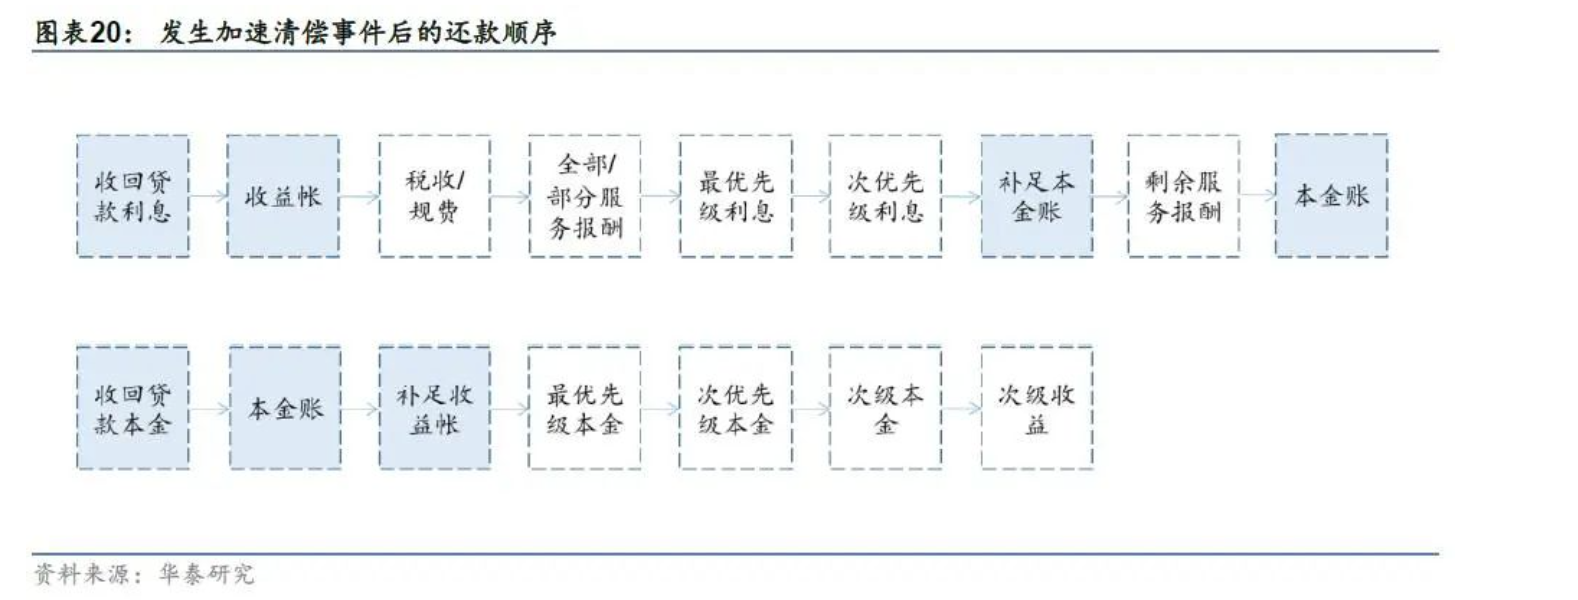 图表20： 发生加速清偿事件后的还款顺序
收回贷
款利息
收益帐
税收/
规费
全部/
部分服
务报酬
最优先
级利息
次优先
级利息
补足本
金账
剩余服
务报酬
本金账
收回贷
款本金
本金账
补足收
益帐
最优先
级本金
次优先
级本金
次级本
金
次级收
益
资料来源：华泰研究